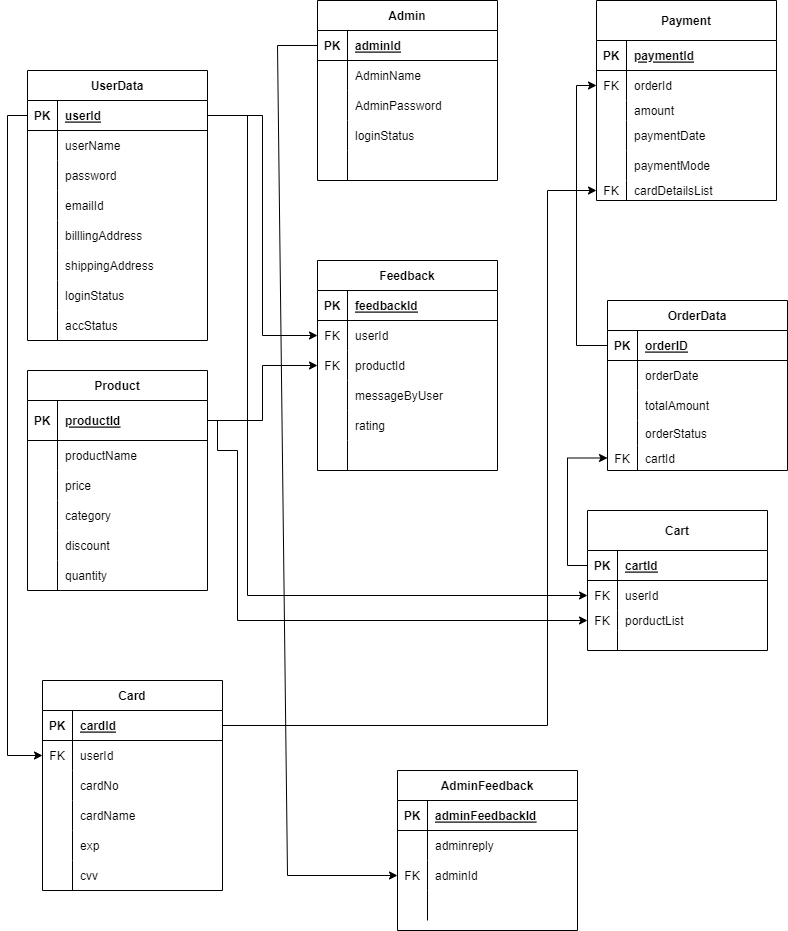 Admin
PK adminId
AdminName
AdminPassword
loginStatus
Payment
PK paymentId
FK orderId
amount
paymentDate
paymentMode
FK cardDetailsList
UserData
PK userId
userName
password
emailId
billlingAddress
shippingAddress
loginStatus
accStatus
Feedback
PK feedbackId
FK userId
FK productId
messageByUser
rating
OrderData
PK orderID
orderDate
totalAmount
orderStatus
FK cartId
Product
PK productId
productName
price
category
discount
quantity
Cart
PK cartId
FK userId
FK porductList
Card
PK cardId
FK userId
cardNo
cardName
exp
cvv
AdminFeedback
PK adminFeedbackId
adminreply
FK adminId